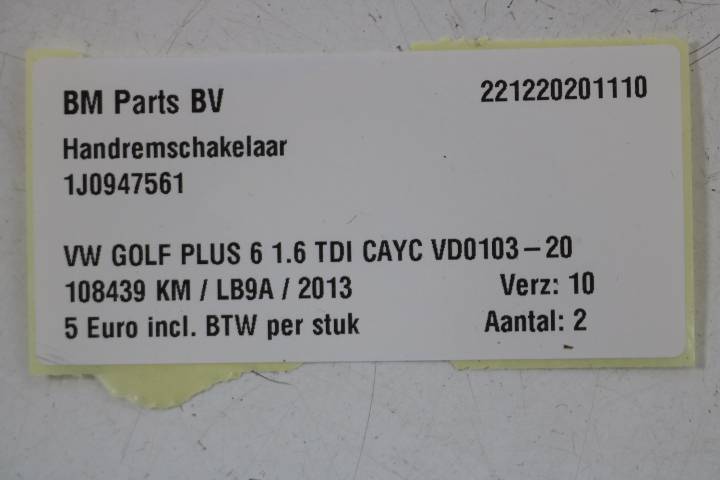 BM Parts BV 221220201110
Handremschakelaar
1J0947561
VW GOLF PLUS 6 1.6 TDI CAYC VD0103-20
108439 KM / LB9A / 2013 Verz: 10
5 Euro incl. BTW per stuk Aantal: 2